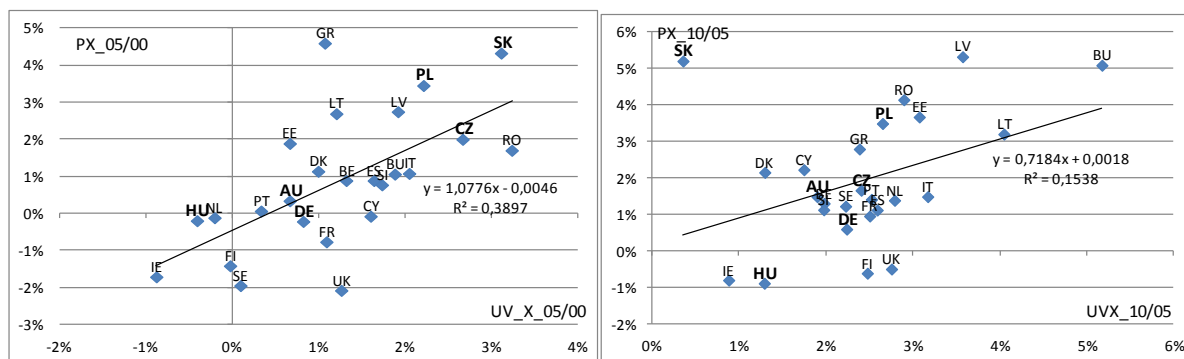 5%
PX_05/00
GR
SK
4%
PL
3%
LT
LV
CZ
2%
EE
RO
DK
BE
ES
BU
IT
SI
1%
AU
y = 1,0776x - 0,0046
PT
HU
NL
DE
CY
R² = 0,3897
0%
FR
-1%
FI
IE
SE
UK
-2%
UV_X_05/00
-3%
-2%
-1%
0%
1%
2%
3%
4%
6%
PX_10/05
SK
LV
BU
5%
RO
4%
PL
EE
LT
3%
GR
DK
CY
y = 0,7184x + 0,0018
2%
AU
CZ
R² = 0,1538
SE
PT
NL
IT
SI
FR
ES
1%
DE
0%
IE
HU
FI
UK
-1%
UVX_10/05
-2%
0%
1%
2%
3%
4%
5%
6%